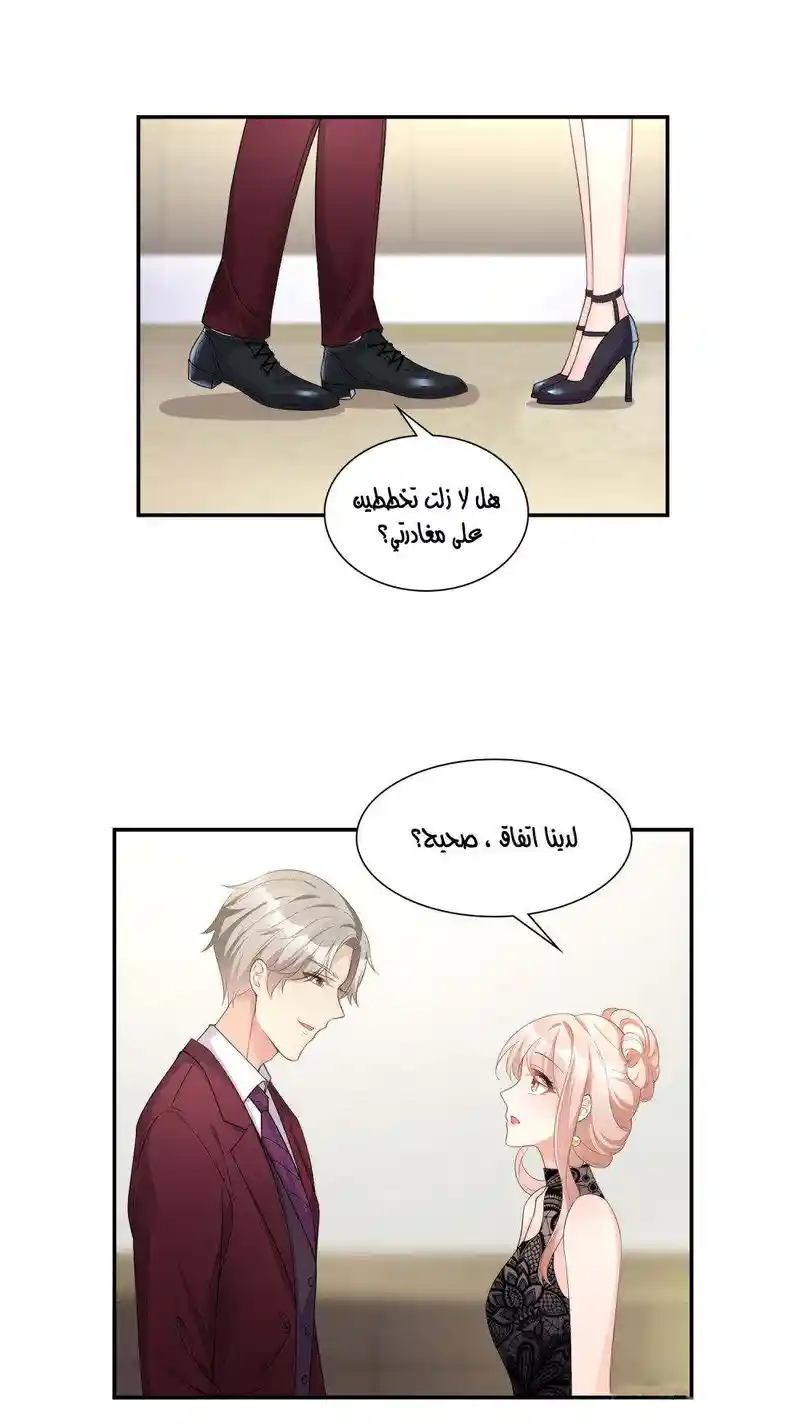 هل لا زلت تخططين
على مغادرتي؟
لدينا اتفاق ، صحيح؟